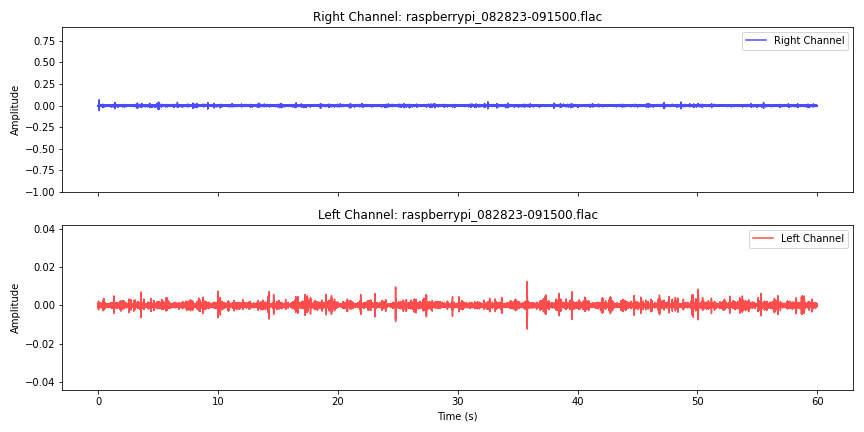 Right Channel: raspberrypi_082823-091500.flac
Right Channel
Amplitude
0.75
0.50
0.25
0.00
−0.25
−0.50
−0.75
−1.00
Left Channel: raspberrypi_082823-091500.flac
Left Channel
Amplitude
0.04
0.02
0.00
−0.02
−0.04
0 10 20 30 40 50 60
Time (s)